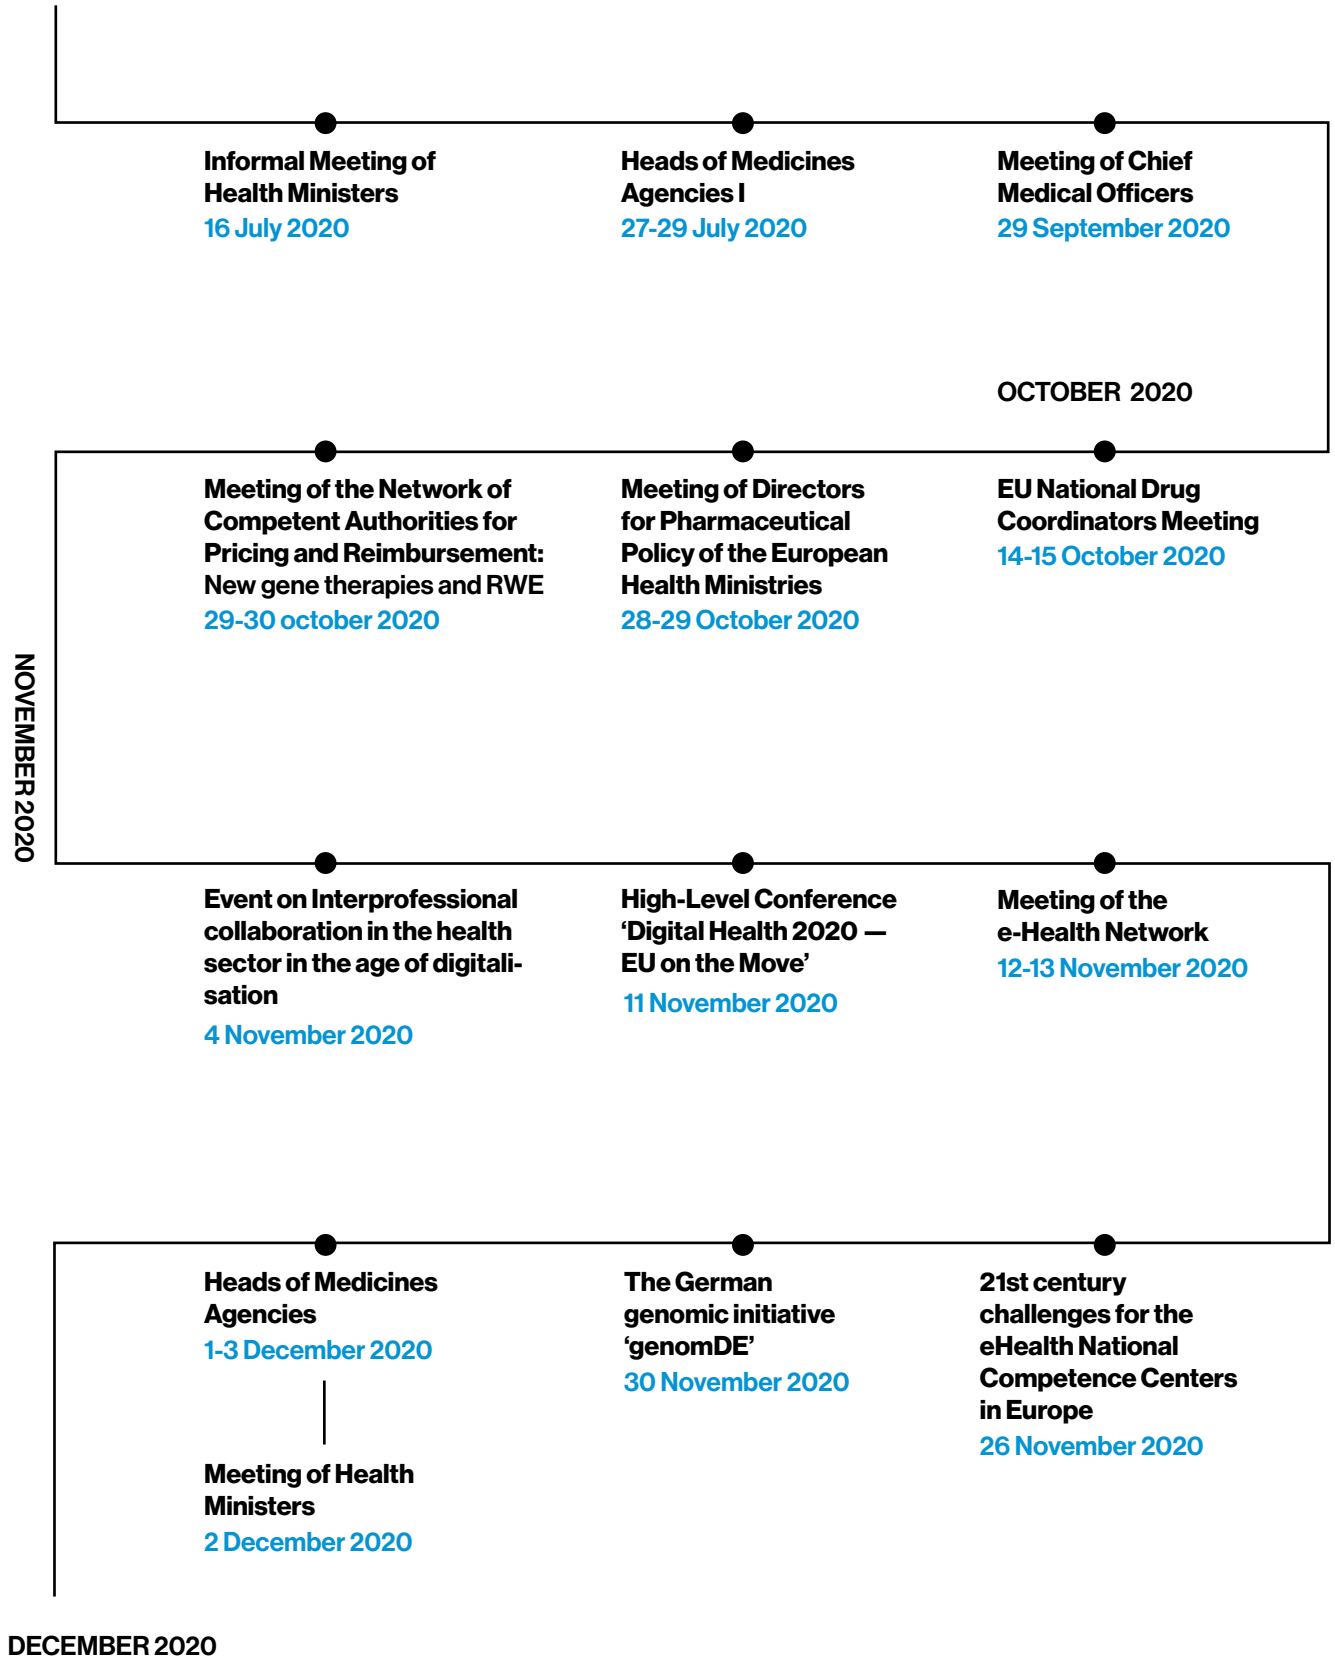 Informal Meeting of
Health Ministers
16 July 2020
Heads of Medicines
Agencies I
27-29 July 2020
Meeting of Chief
Medical Officers
29 September 2020
OCTOBER 2020
Meeting of the Network of
Competent Authorities for
Pricing and Reimbursement:
New gene therapies and RWE
29-30 october 2020
Meeting of Directors
for Pharmaceutical
Policy of the European
Health Ministries
28-29 October 2020
EU National Drug
Coordinators Meeting
14-15 October 2020
NOVEMBER 2020
Event on Interprofessional
collaboration in the health
sector in the age of digitali-
sation
4 November 2020
High-Level Conference
‘Digital Health 2020 —
EU on the Move’
11 November 2020
Meeting of the
e-Health Network
12-13 November 2020
Heads of Medicines
Agencies
1-3 December 2020
Meeting of Health
Ministers
2 December 2020
The German
genomic initiative
‘genomDE’
30 November 2020
21st century
challenges for the
eHealth National
Competence Centers
in Europe
26 November 2020
DECEMBER 2020